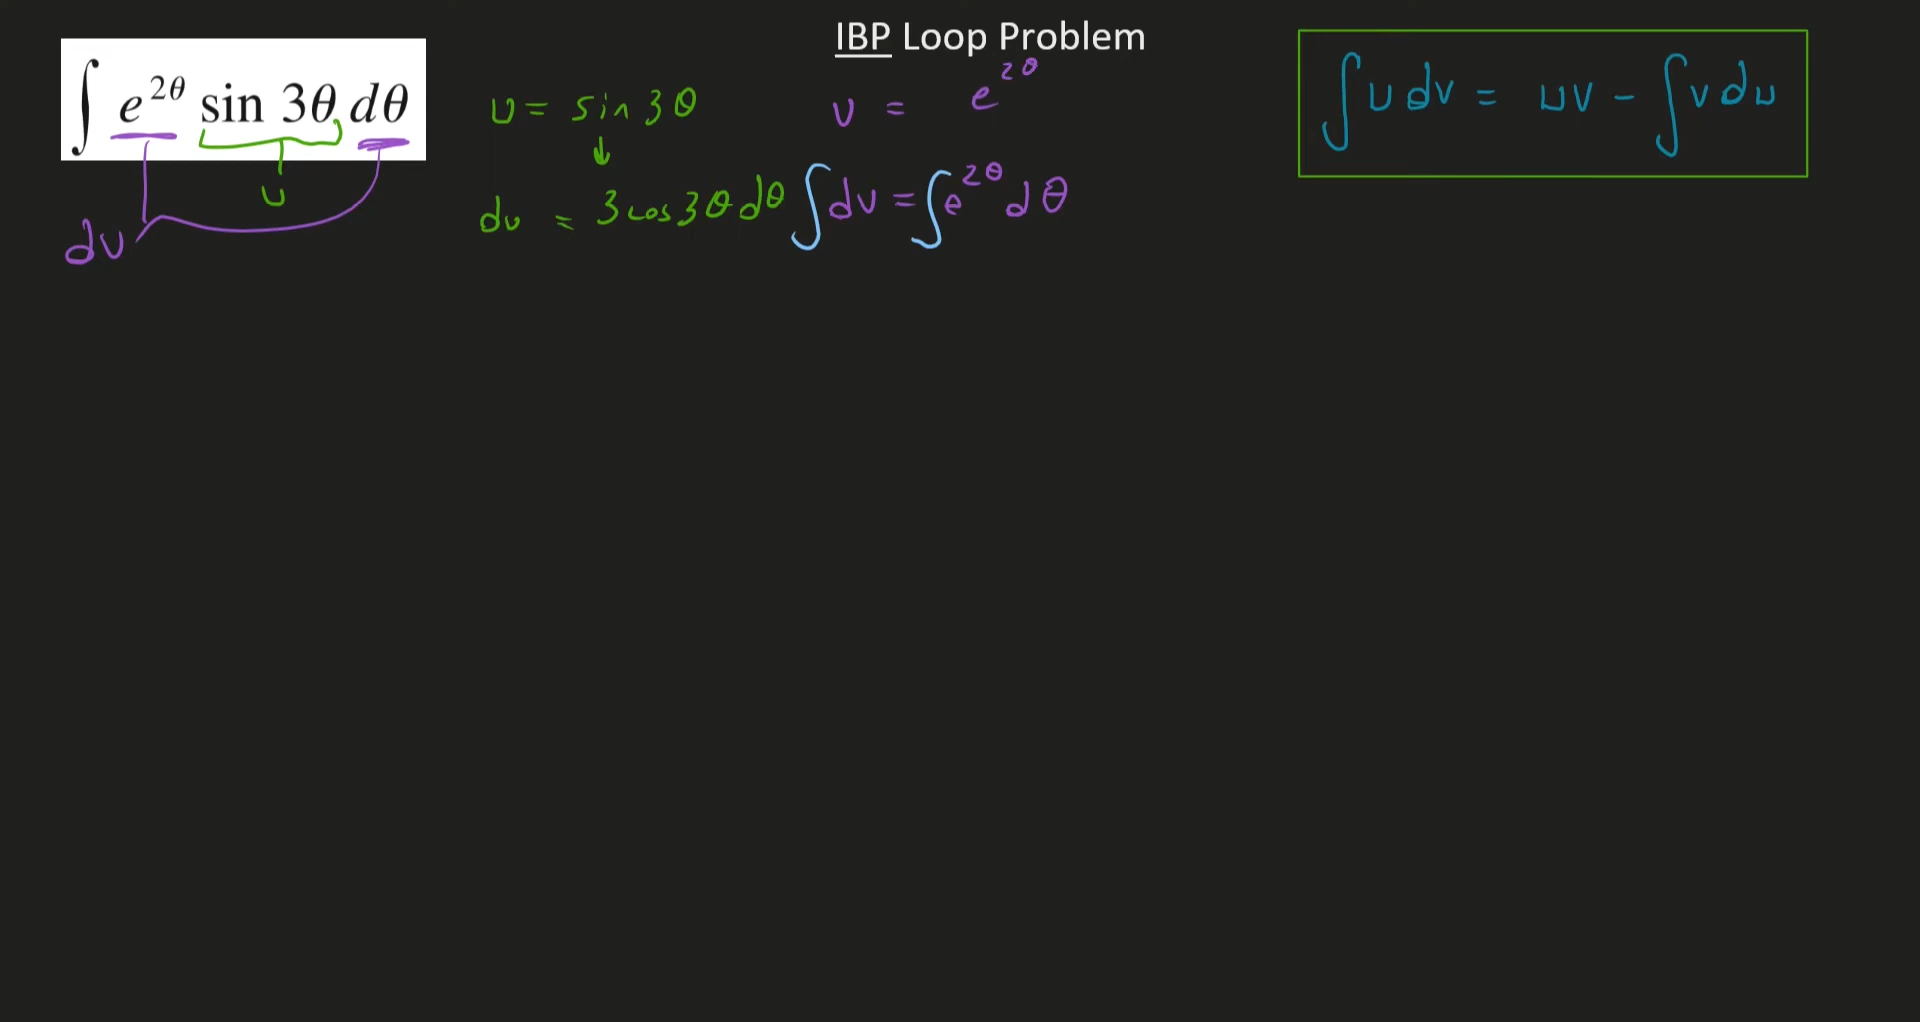 IBP Loop Problem
∫ e^{2θ} sin 3θ dθ
u
dv
u = sin 3θ
↓
du = 3 cos 3θ dθ
v = e^{2θ}
∫ dv = ∫ e^{2θ} dθ
∫ u dv = uv - ∫ v du